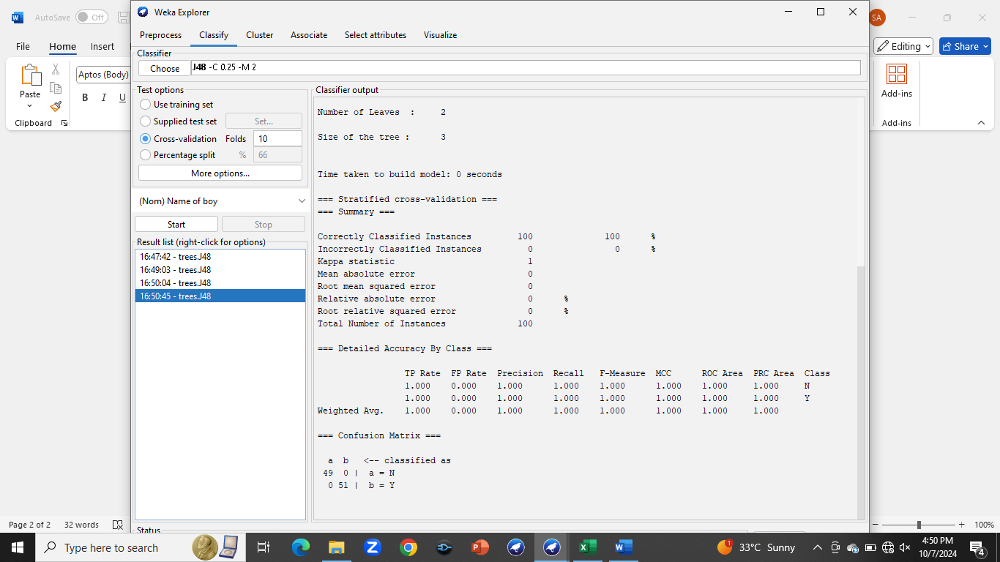 AutoSave Off
Weka Explorer
SA
Preprocess Classify Cluster Associate Select attributes Visualize
File Home Insert
Editing Share
Classifier
Choose J48 -C 0.25 -M 2
Aptos (Body)
Paste
B I U
Clipboard
Add-ins
Add-ins
Test options
Use training set
Supplied test set Set...
Cross-validation Folds 10
Percentage split % 66
More options...
(Nom) Name of boy
Start Stop
Result list (right-click for options)
16:47:42 - trees.J48
16:49:03 - trees.J48
16:50:04 - trees.J48
16:50:45 - trees.J48
Classifier output
Number of Leaves : 2
Size of the tree : 3
Time taken to build model: 0 seconds
=== Stratified cross-validation ===
=== Summary ===
Correctly Classified Instances 100 100 %
Incorrectly Classified Instances 0 0 %
Kappa statistic 1
Mean absolute error 0
Root mean squared error 0
Relative absolute error 0 %
Root relative squared error 0 %
Total Number of Instances 100
=== Detailed Accuracy By Class ===
TP Rate FP Rate Precision Recall F-Measure MCC ROC Area PRC Area Class
1.000 0.000 1.000 1.000 1.000 1.000 1.000 1.000 N
1.000 0.000 1.000 1.000 1.000 1.000 1.000 1.000 Y
Weighted Avg. 1.000 0.000 1.000 1.000 1.000 1.000 1.000 1.000
=== Confusion Matrix ===
a b <-- classified as
49 0 | a = N
0 51 | b = Y
Status
Page 2 of 2 32 words
100%
Type here to search
1 33°C Sunny
4:50 PM
10/7/2024
4